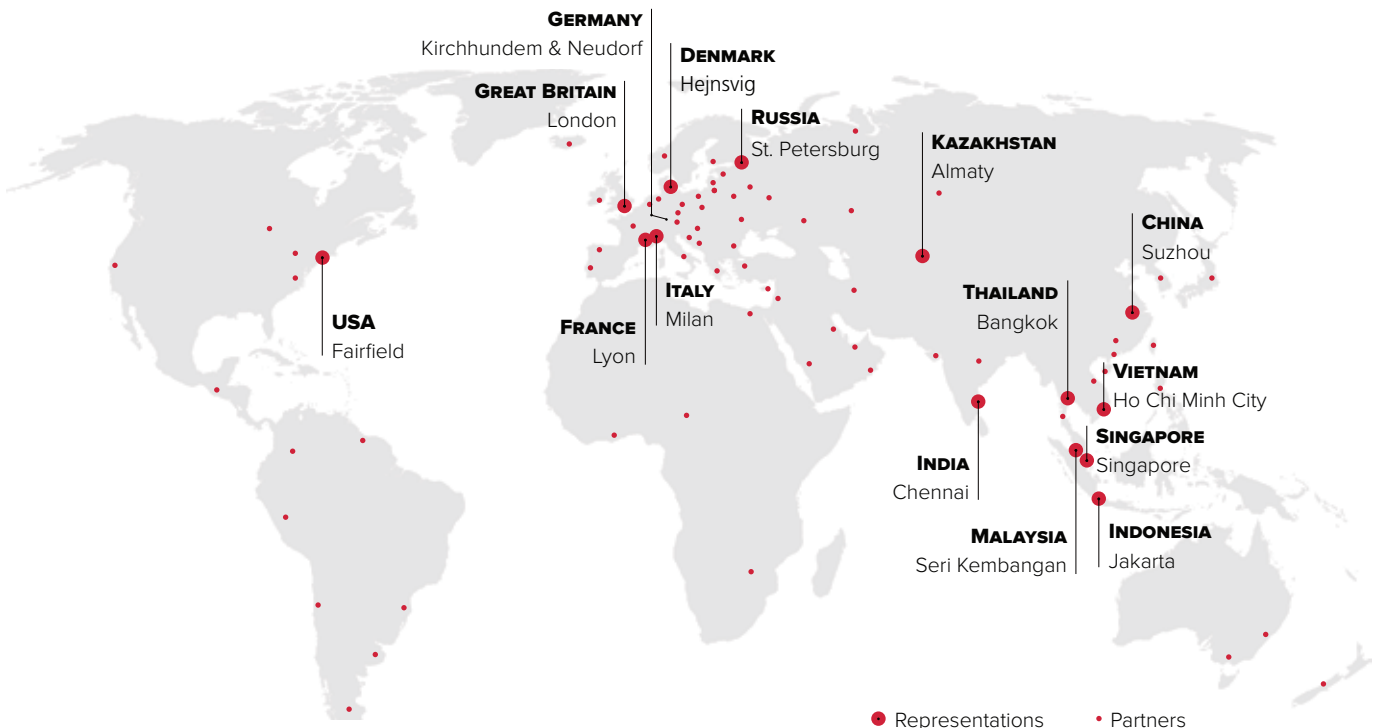 GERMANY
Kirchhundem & Neudorf
DENMARK
Hejnsvig
GREAT BRITAIN
London
RUSSIA
St. Petersburg
KAZAKHSTAN
Almaty
CHINA
Suzhou
THAILAND
Bangkok
ITALY
Milan
USA
Fairfield
FRANCE
Lyon
VIETNAM
Ho Chi Minh City
SINGAPORE
Singapore
INDIA
Chennai
MALAYSIA
Seri Kembangan
INDONESIA
Jakarta
Representations
Partners